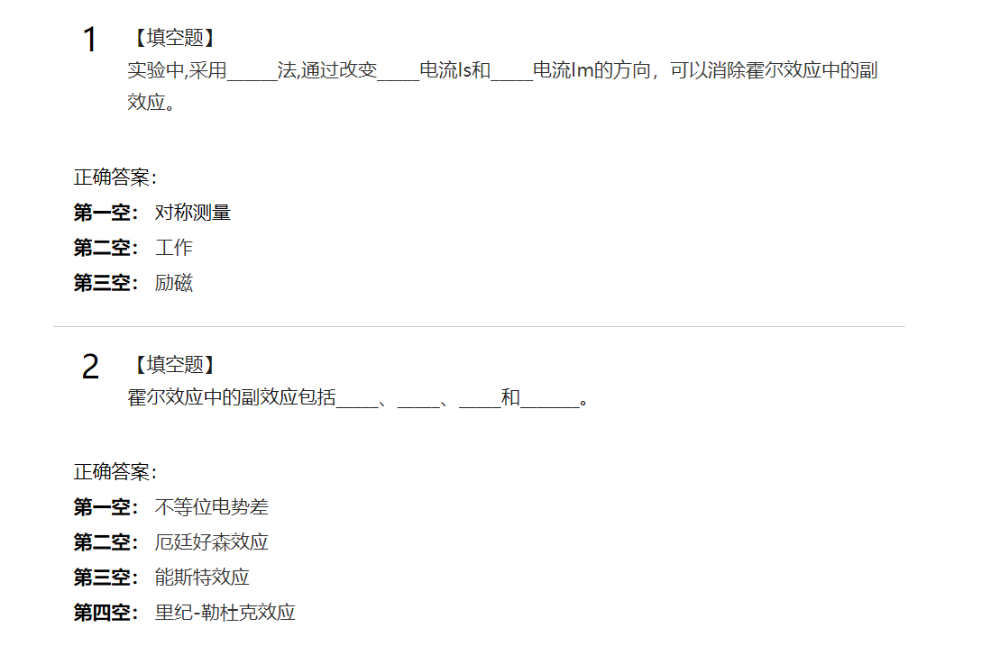 1
【填空题】
实验中,采用______法,通过改变_____电流ls和_____电流lm的方向，可以消除霍尔效应中的副
效应。
正确答案：
第一空： 对称测量
第二空： 工作
第三空： 励磁
2
【填空题】
霍尔效应中的副效应包括_____、_____、_____和_______。
正确答案：
第一空： 不等位电势差
第二空： 厄廷好森效应
第三空： 能斯特效应
第四空： 里纪-勒杜克效应